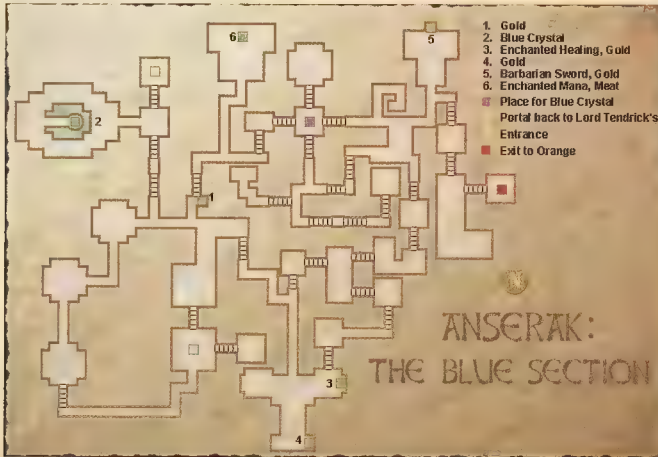 1. Gold
2. Blue Crystal
3. Enchanted Healing, Gold
4. Gold
5. Barbarian Sword, Gold
6. Enchanted Mana, Meat
Place for Blue Crystal
Portal back to Lord Tendrick's
Entrance
Exit to Orange
6
5
2
1
N
ANSERAK:
THE BLUE SECTION
3
4